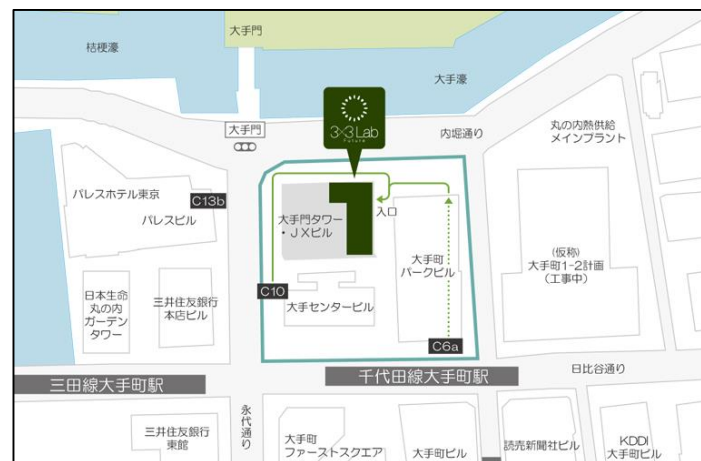 大手門
桔梗濠
大手濠
3×3Lab
Future
大手門
内堀通り
丸の内熱供給
メインプラント
パレスホテル東京
C13b
パレスビル
大手門タワー
・JXビル
入口
大手町
パークビル
(仮称)
大手町1-2計画
(工事中)
C10
日本生命
丸の内
ガーデン
タワー
三井住友銀行
本店ビル
大手センタービル
C6a
三田線大手町駅
千代田線大手町駅
日比谷通り
永代通り
三井住友銀行
東館
大手町
ファーストスクエア
大手町ビル
読売新聞社ビル
KDDI
大手町ビル